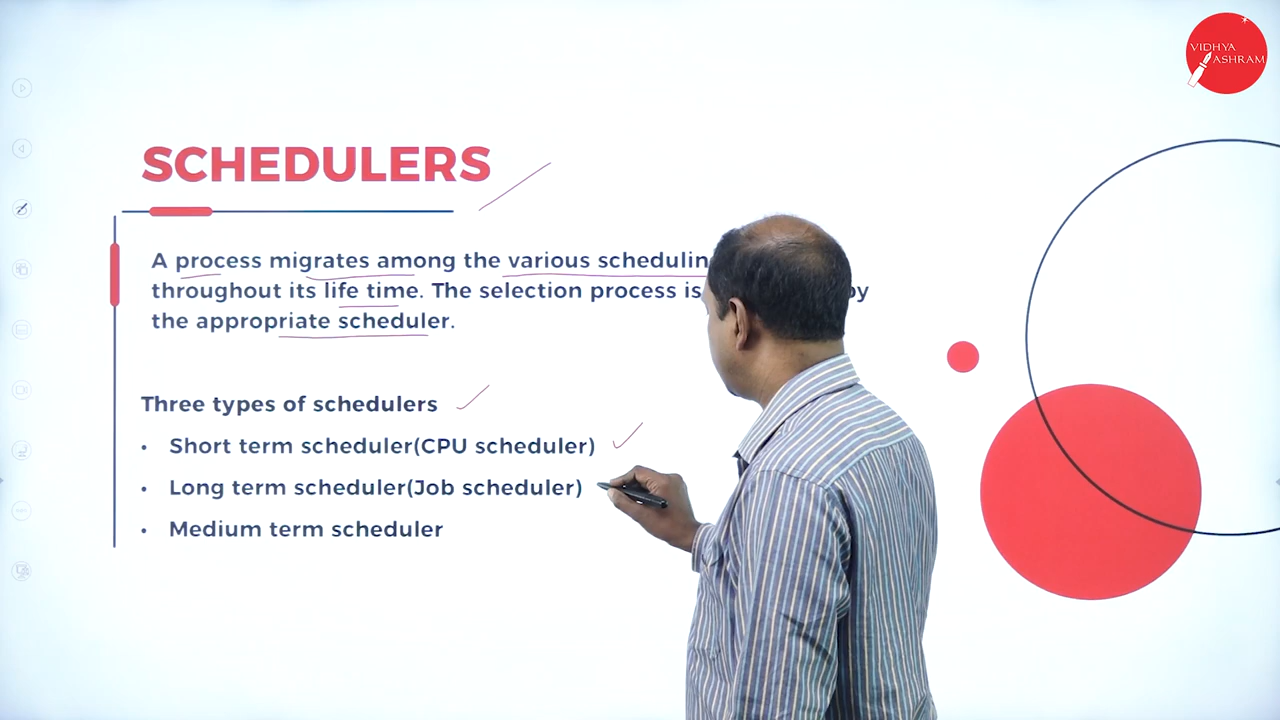 VIDHYA
ASHRAM
SCHEDULERS
A process migrates among the various
throughout its life time. The selection process is by
the appropriate scheduler.
Three types of schedulers
• Short term scheduler(CPU scheduler)
• Long term scheduler(Job scheduler)
• Medium term scheduler